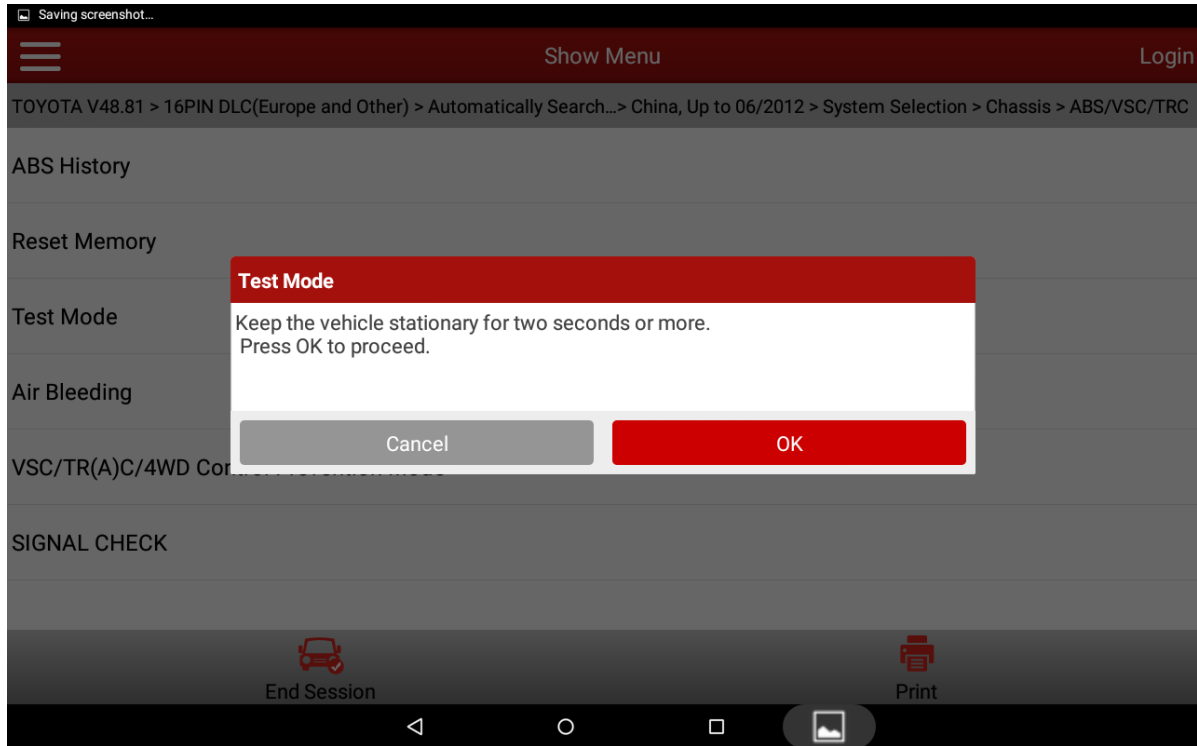 Saving screenshot...
Show Menu
Login
TOYOTA V48.81 > 16PIN DLC(Europe and Other) > Automatically Search...> China, Up to 06/2012 > System Selection > Chassis > ABS/VSC/TRC
ABS History
Reset Memory
Test Mode
Test Mode
Keep the vehicle stationary for two seconds or more.
Press OK to proceed.
Air Bleeding
Cancel
OK
VSC/TR(A)C/4WD
SIGNAL CHECK
End Session
Print